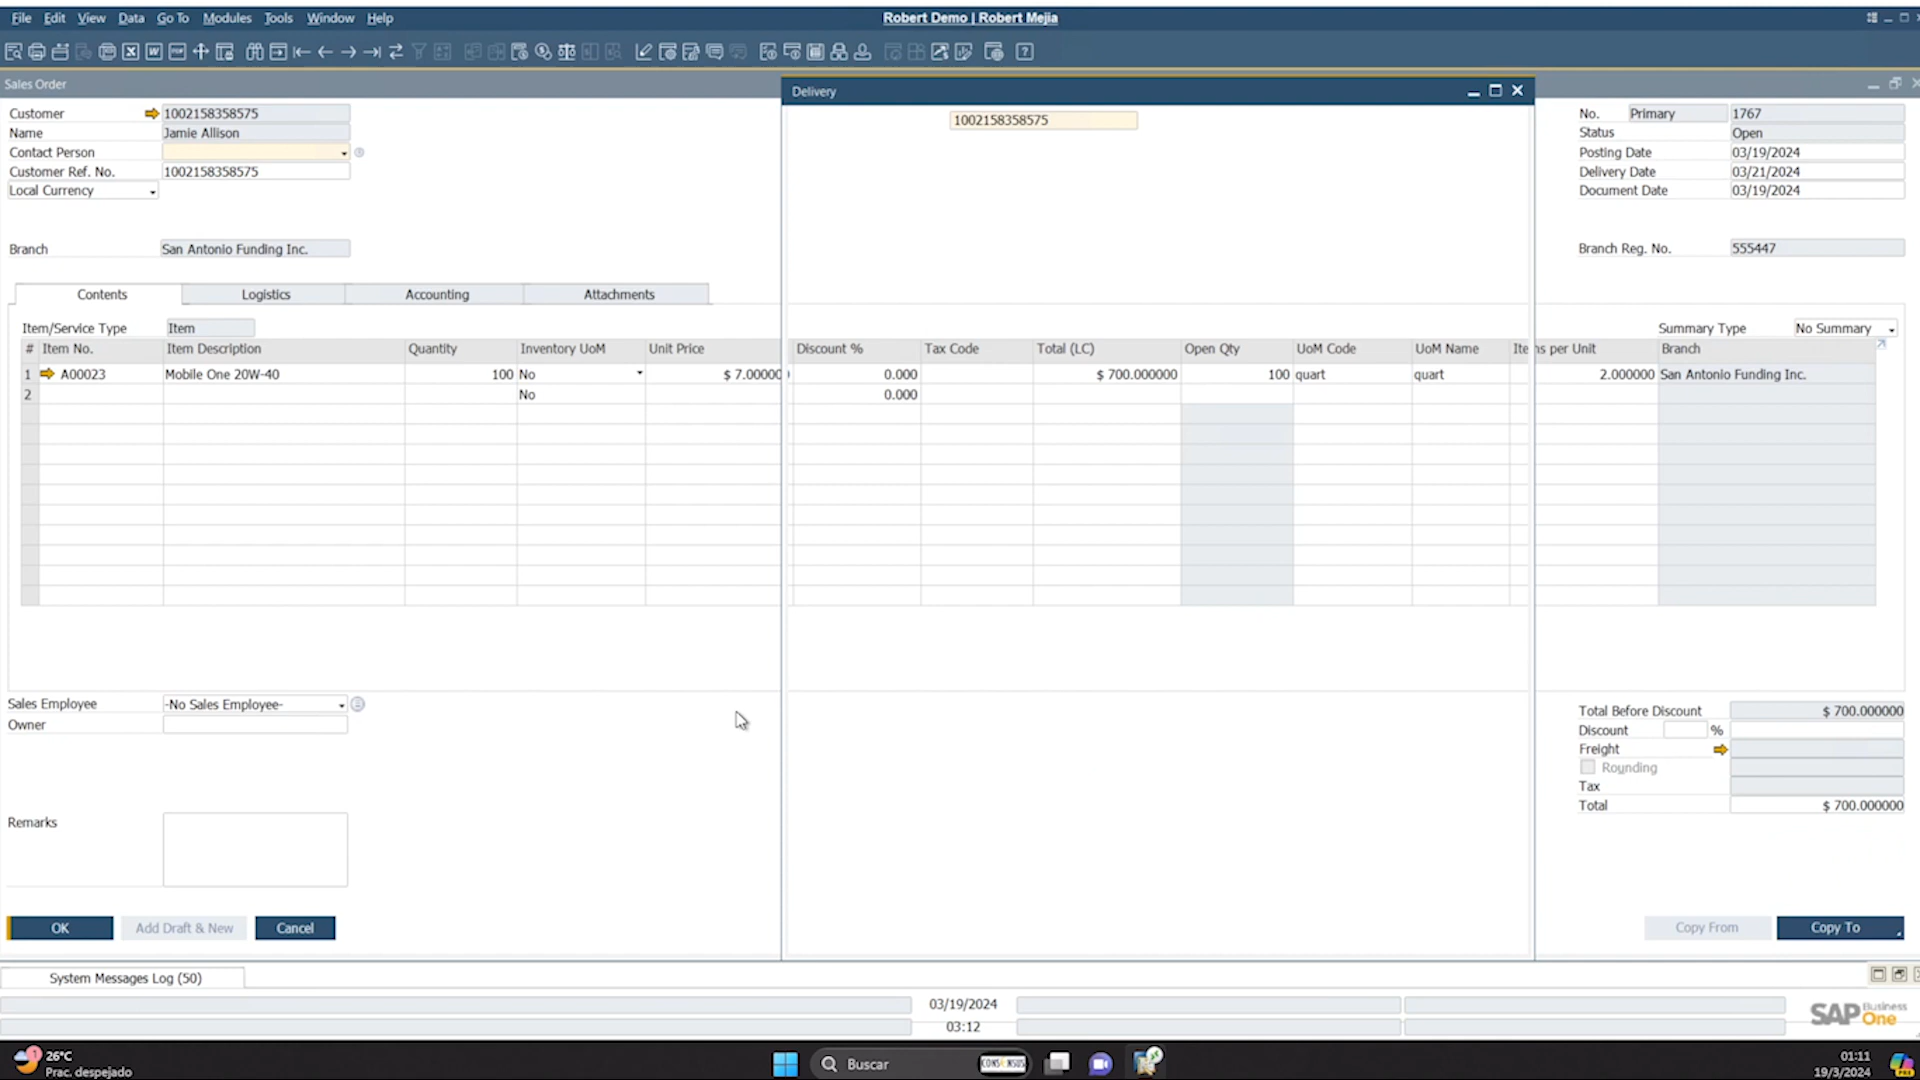 File Edit View Data Go To Modules Tools Window Help
Robert Demo | Robert Mejia
Sales Order
Delivery
Customer 1002158358575
Name Jamie Allison
Contact Person
Customer Ref. No. 1002158358575
Local Currency
Branch San Antonio Funding Inc.
1002158358575
No. Primary 1767
Status Open
Posting Date 03/19/2024
Delivery Date 03/21/2024
Document Date 03/19/2024
Branch Reg. No. 555447
Contents Logistics Accounting Attachments
Item/Service Type Item
Summary Type No Summary
# Item No. Item Description Quantity Inventory UoM Unit Price Discount % Tax Code Total (LC) Open Qty UoM Code UoM Name Items per Unit Branch
1 A00023 Mobile One 20W-40 100 No $ 7.00000 0.000 $ 700.000000 100 quart quart 2.000000 San Antonio Funding Inc.
2 No 0.000
Sales Employee -No Sales Employee-
Owner
Remarks
Total Before Discount $ 700.000000
Discount %
Freight
Rounding
Tax
Total $ 700.000000
OK Add Draft & New Cancel
Copy From Copy To
System Messages Log (50)
03/19/2024
03:12
SAP Business One
1
26°C
Prac. despejado
Buscar
CONSENSUS
01:11
19/3/2024